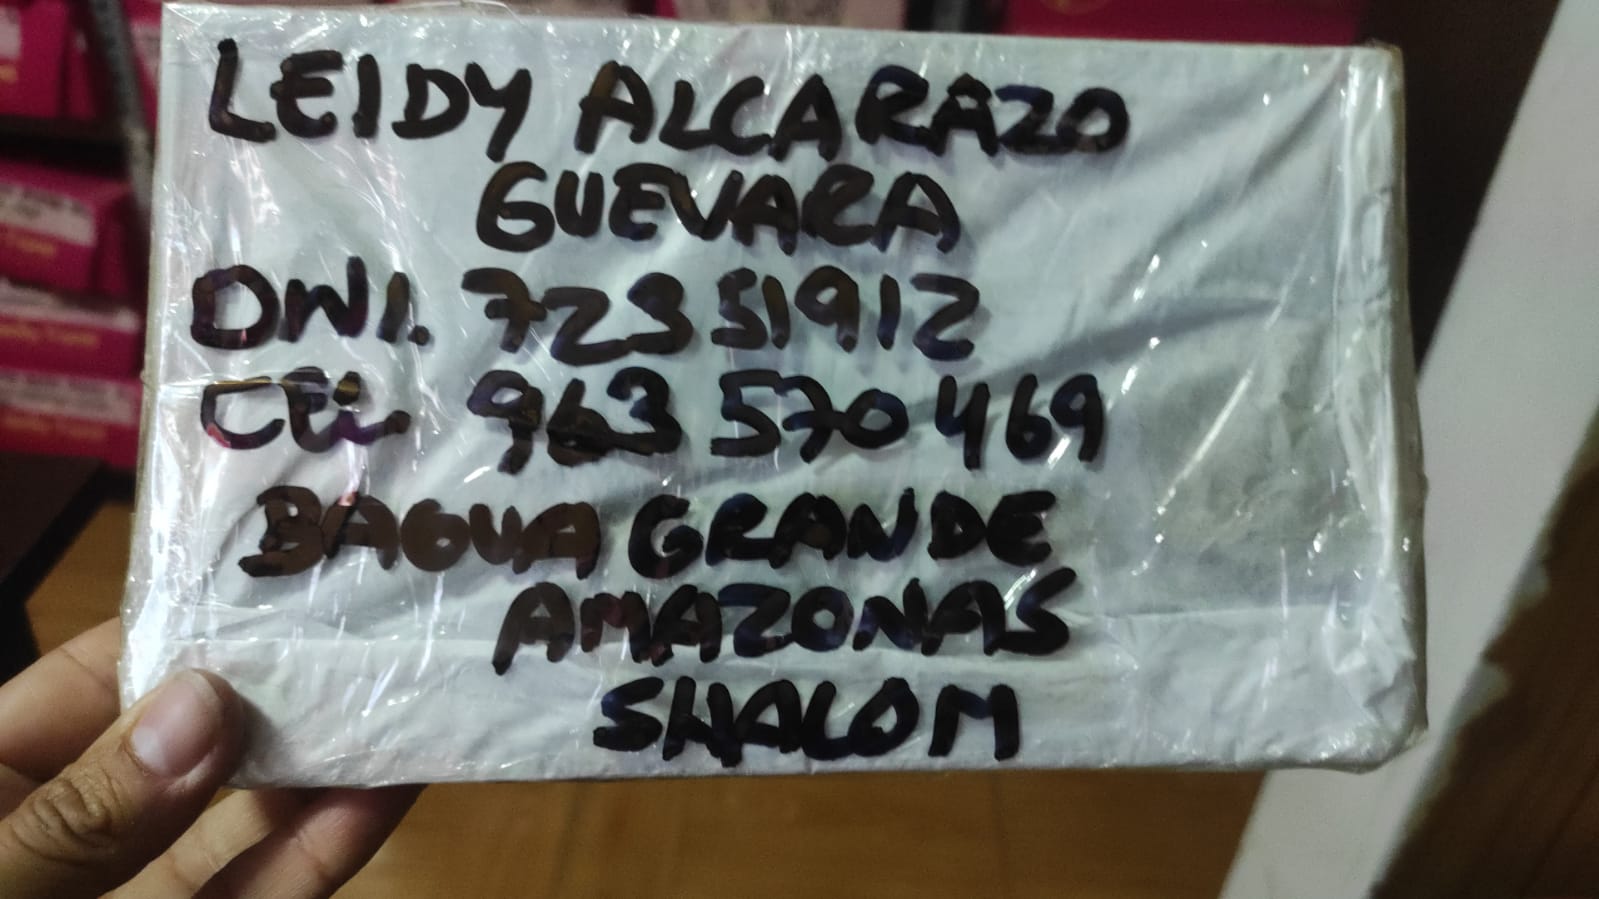 LEIDY ALCARAZO
GUEVARA
DNI. 72351912
CEL 963 570 469
BAGUA GRANDE
AMAZONAS
SHALOM